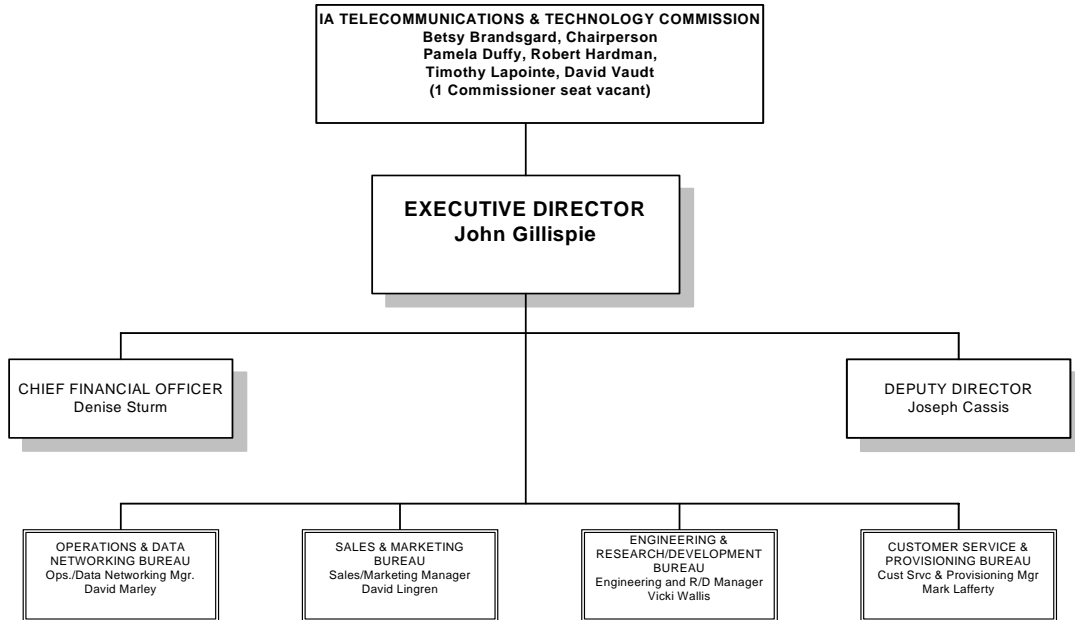 IA TELECOMMUNICATIONS & TECHNOLOGY COMMISSION
Betsy Brandsgard, Chairperson
Pamela Duffy, Robert Hardman,
Timothy Lapointe, David Vaudt
(1 Commissioner seat vacant)
EXECUTIVE DIRECTOR
John Gillispie
CHIEF FINANCIAL OFFICER
Denise Sturm
DEPUTY DIRECTOR
Joseph Cassis
OPERATIONS & DATA
NETWORKING BUREAU
Ops./Data Networking Mgr.
David Marley
SALES & MARKETING
BUREAU
Sales/Marketing Manager
David Lingren
ENGINEERING &
RESEARCH/DEVELOPMENT
BUREAU
Engineering and R/D Manager
Vicki Wallis
CUSTOMER SERVICE &
PROVISIONING BUREAU
Cust Srvc & Provisioning Mgr
Mark Lafferty